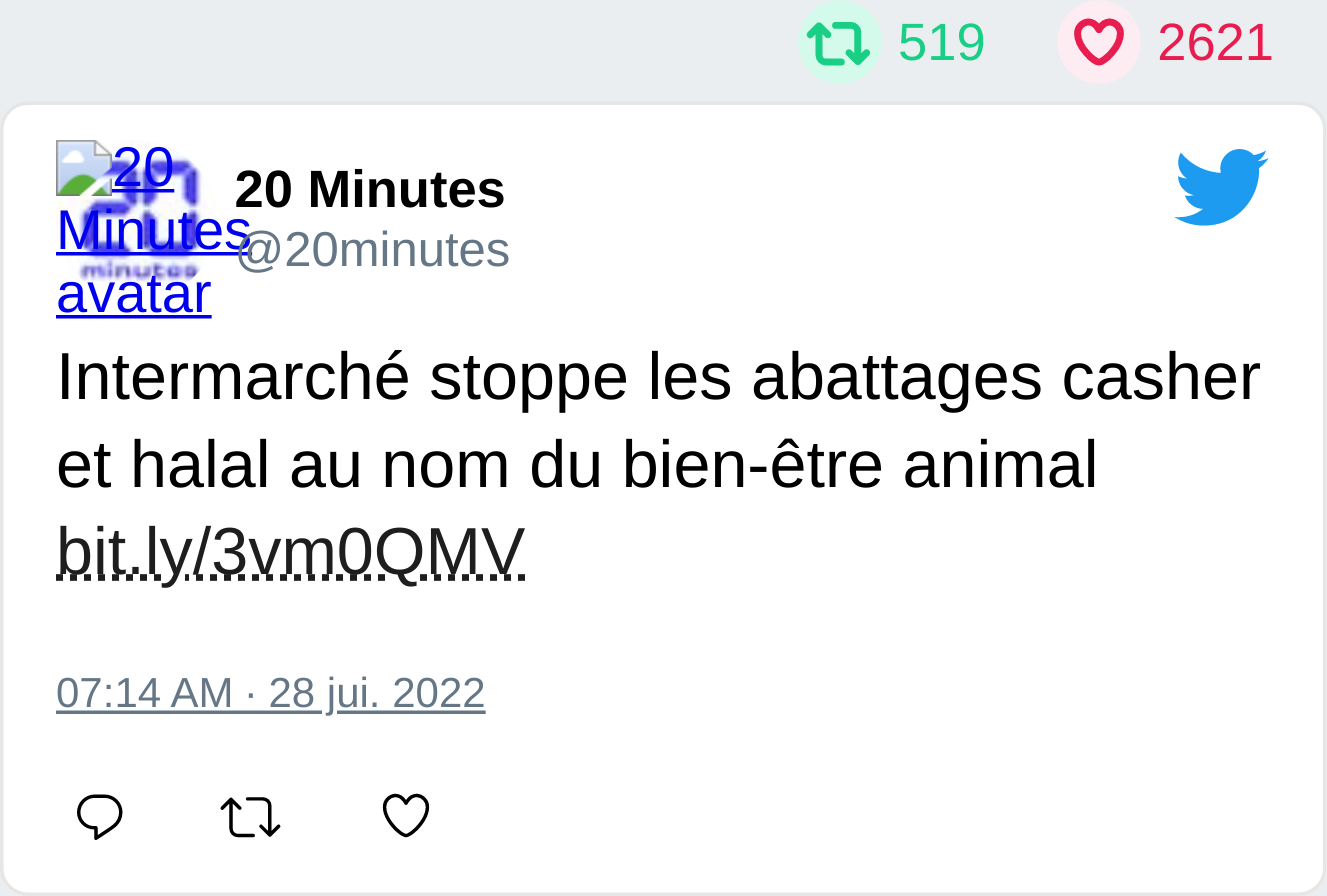 519 2621
20
Minutes
avatar
minutes
20 Minutes
@20minutes
Intermarché stoppe les abattages casher
et halal au nom du bien-être animal
bit.ly/3vm0QMV
07:14 AM · 28 jui. 2022